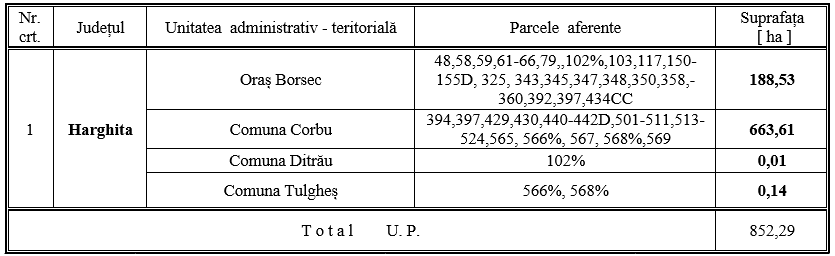 Nr. crt. Județul Unitatea administrativ - teritorială Parcele aferente Suprafața [ ha ]
1 Harghita
Oraș Borsec
48,58,59,61-66,79,,102%,103,117,150-
155D, 325, 343,345,347,348,350,358,-
360,392,397,434CC
188,53
Comuna Corbu
394,397,429,430,440-442D,501-511,513-
524,565, 566%, 567, 568%,569
663,61
Comuna Ditrău 102% 0,01
Comuna Tulgheș 566%, 568% 0,14
T o t a l U. P. 852,29